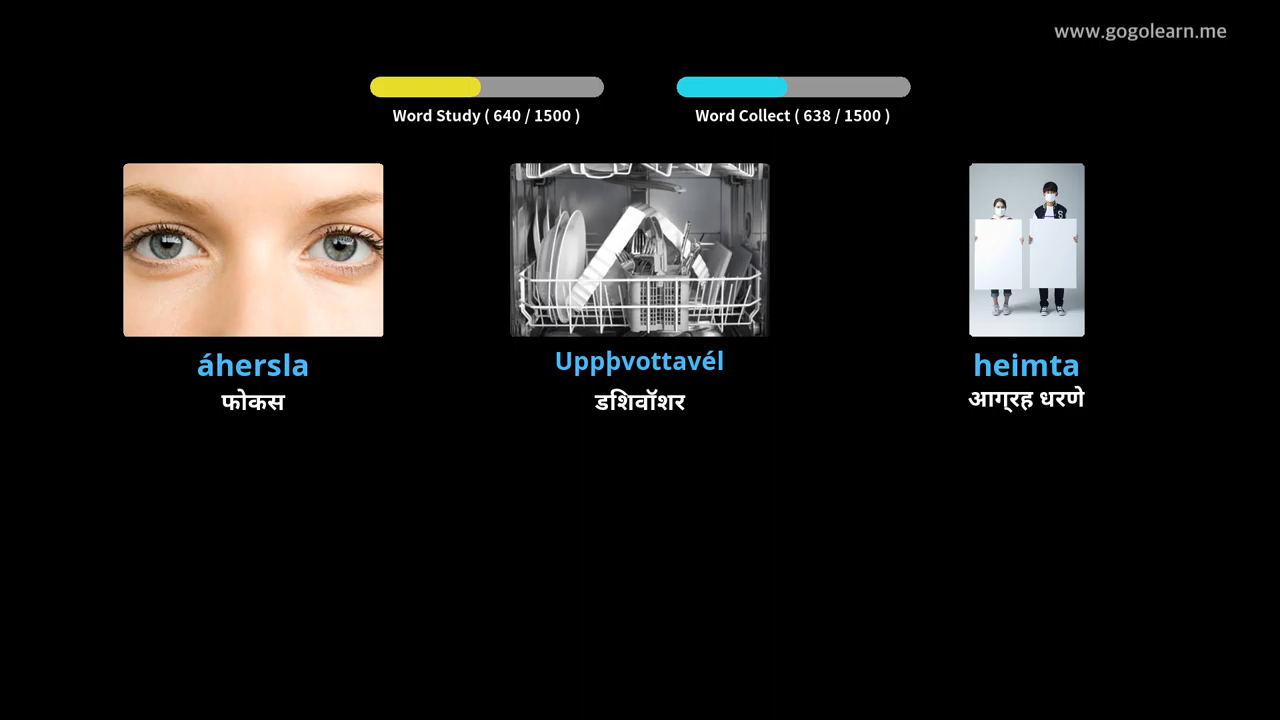 www.gogolearn.me
Word Study ( 640 / 1500 )
Word Collect ( 638 / 1500 )
áhersla
Uppþvottavél
heimta
फोकस
डशिवॉशर
आग्रह धरणे